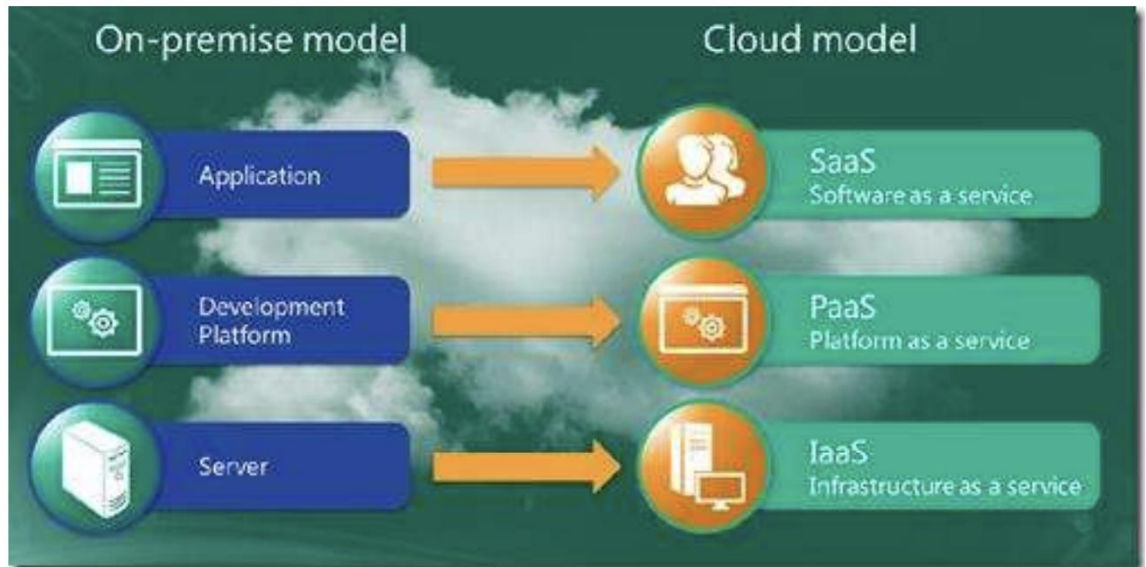 On-premise model
Cloud model
Application
SaaS
Software as a service
Development
Platform
PaaS
Platform as a service
Server
IaaS
Infrastructure as a service